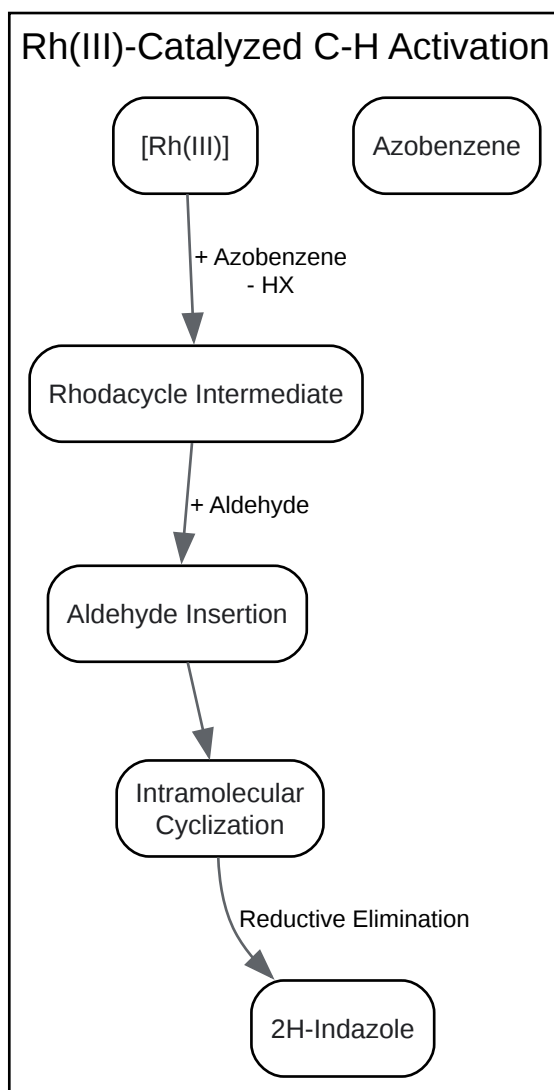 Rh(III)-Catalyzed C-H Activation
[Rh(III)]
Azobenzene
+ Azobenzene
- HX
Rhodacycle Intermediate
+ Aldehyde
Aldehyde Insertion
Intramolecular
Cyclization
Reductive Elimination
2H-Indazole